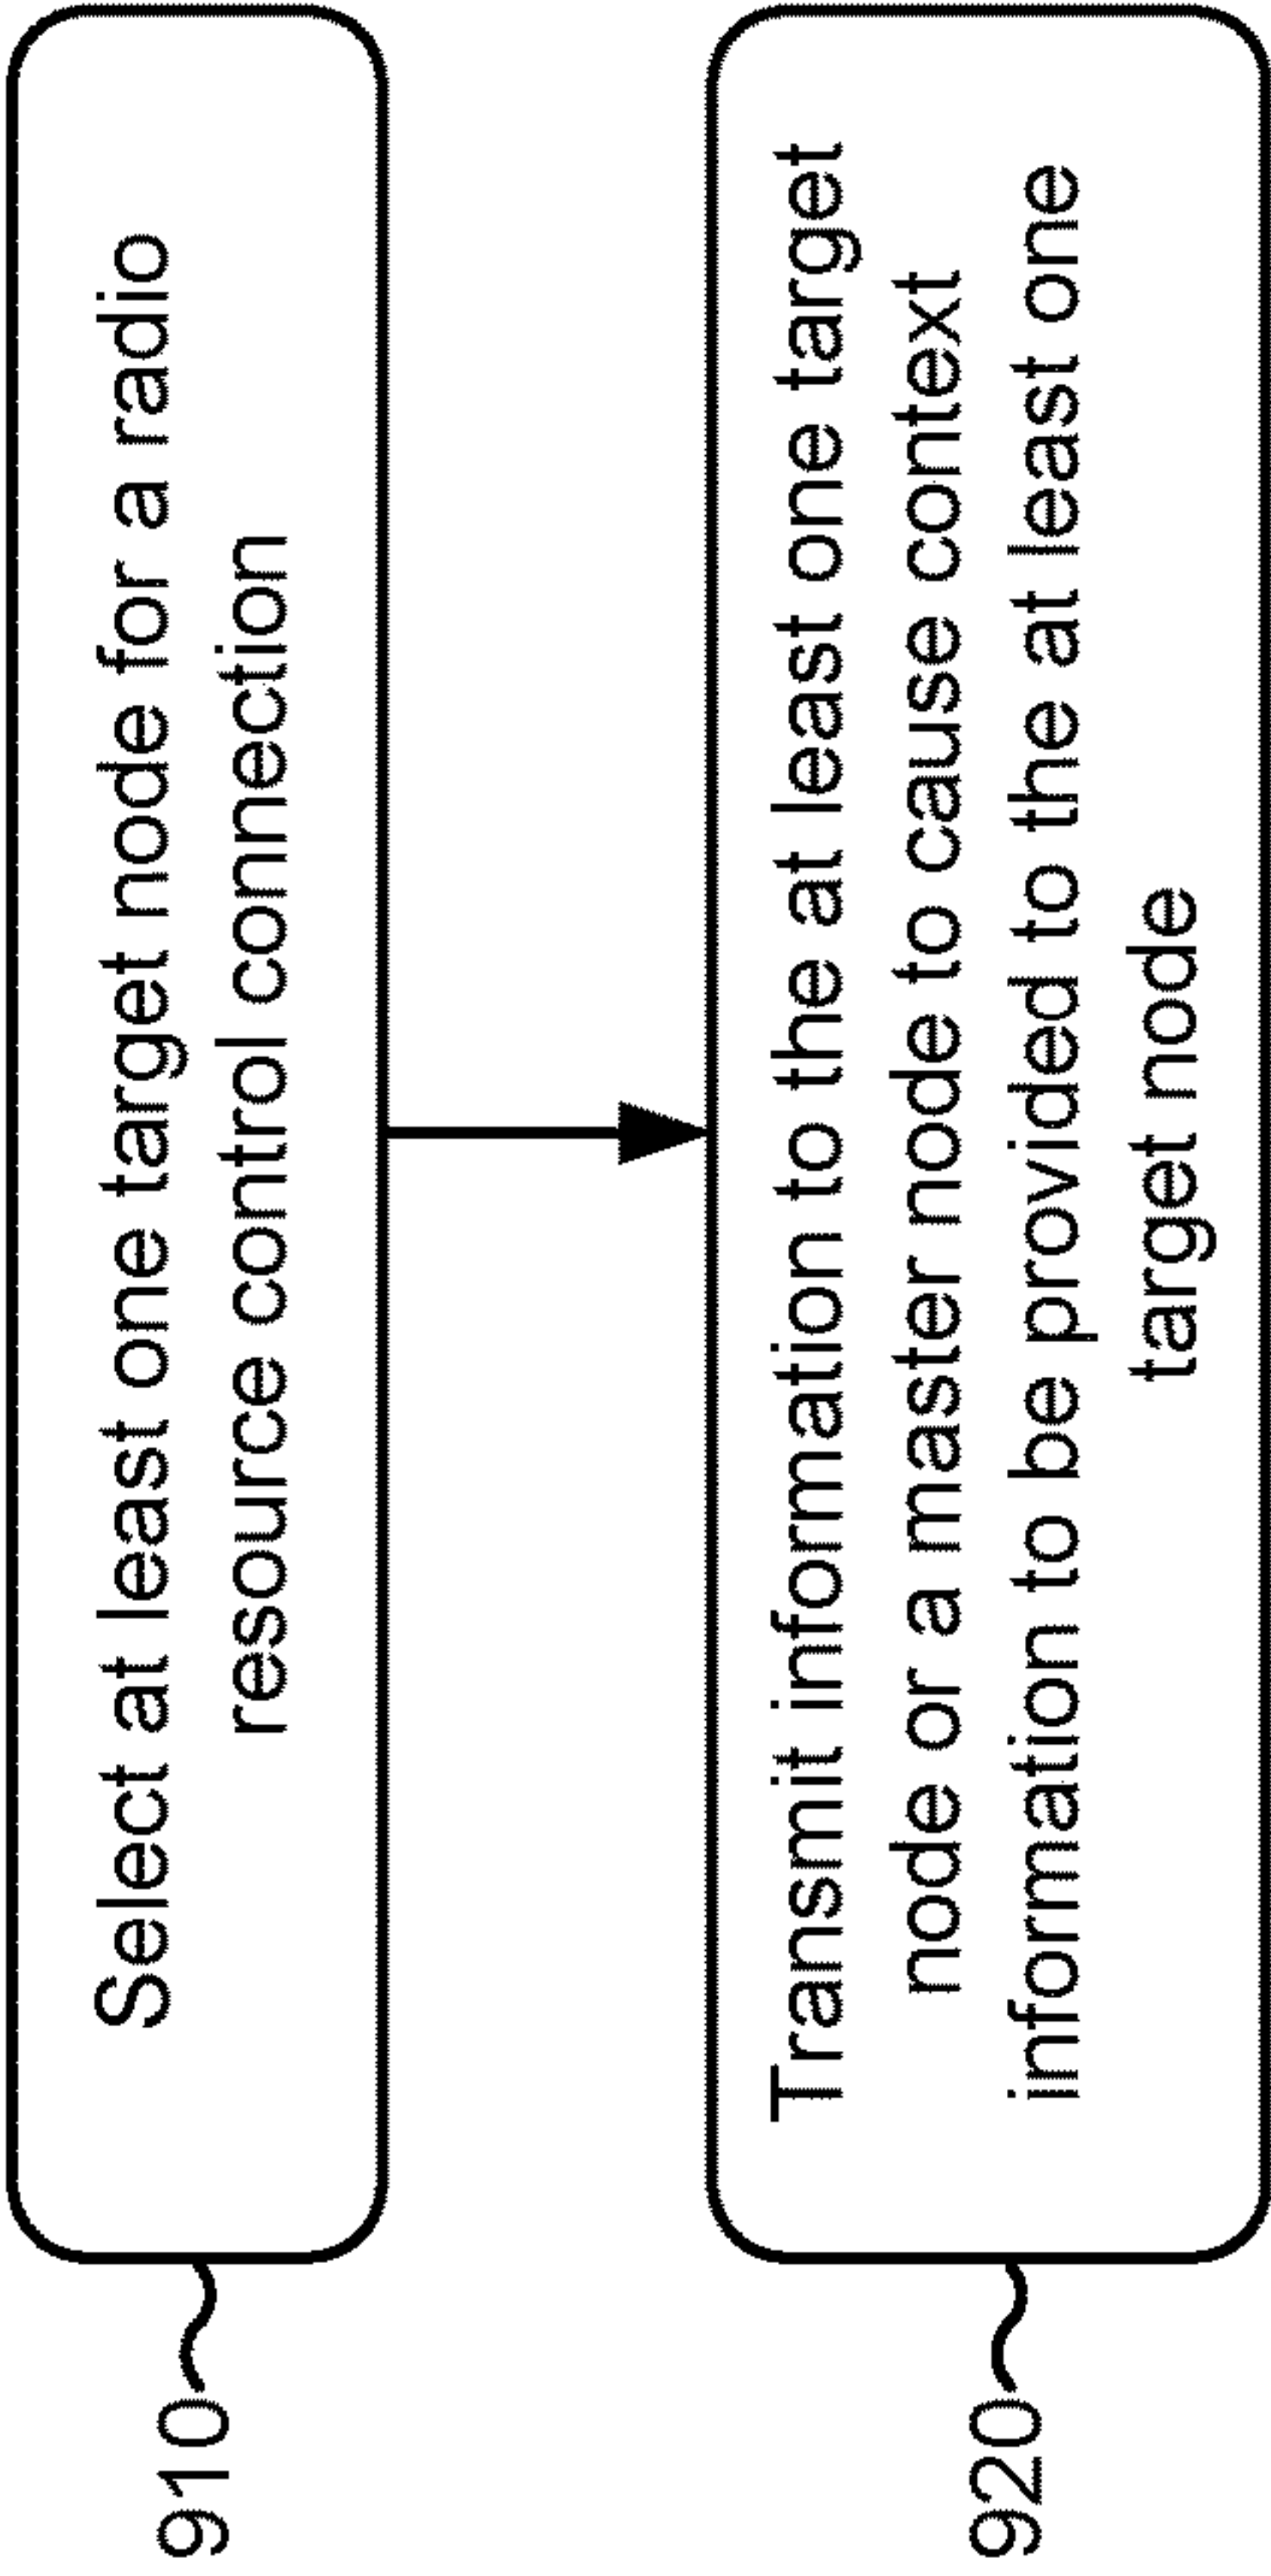 910
Select at least one target node for a radio
resource control connection
920
Transmit information to the at least one target
node or a master node to cause context
information to be provided to the at least one
target node